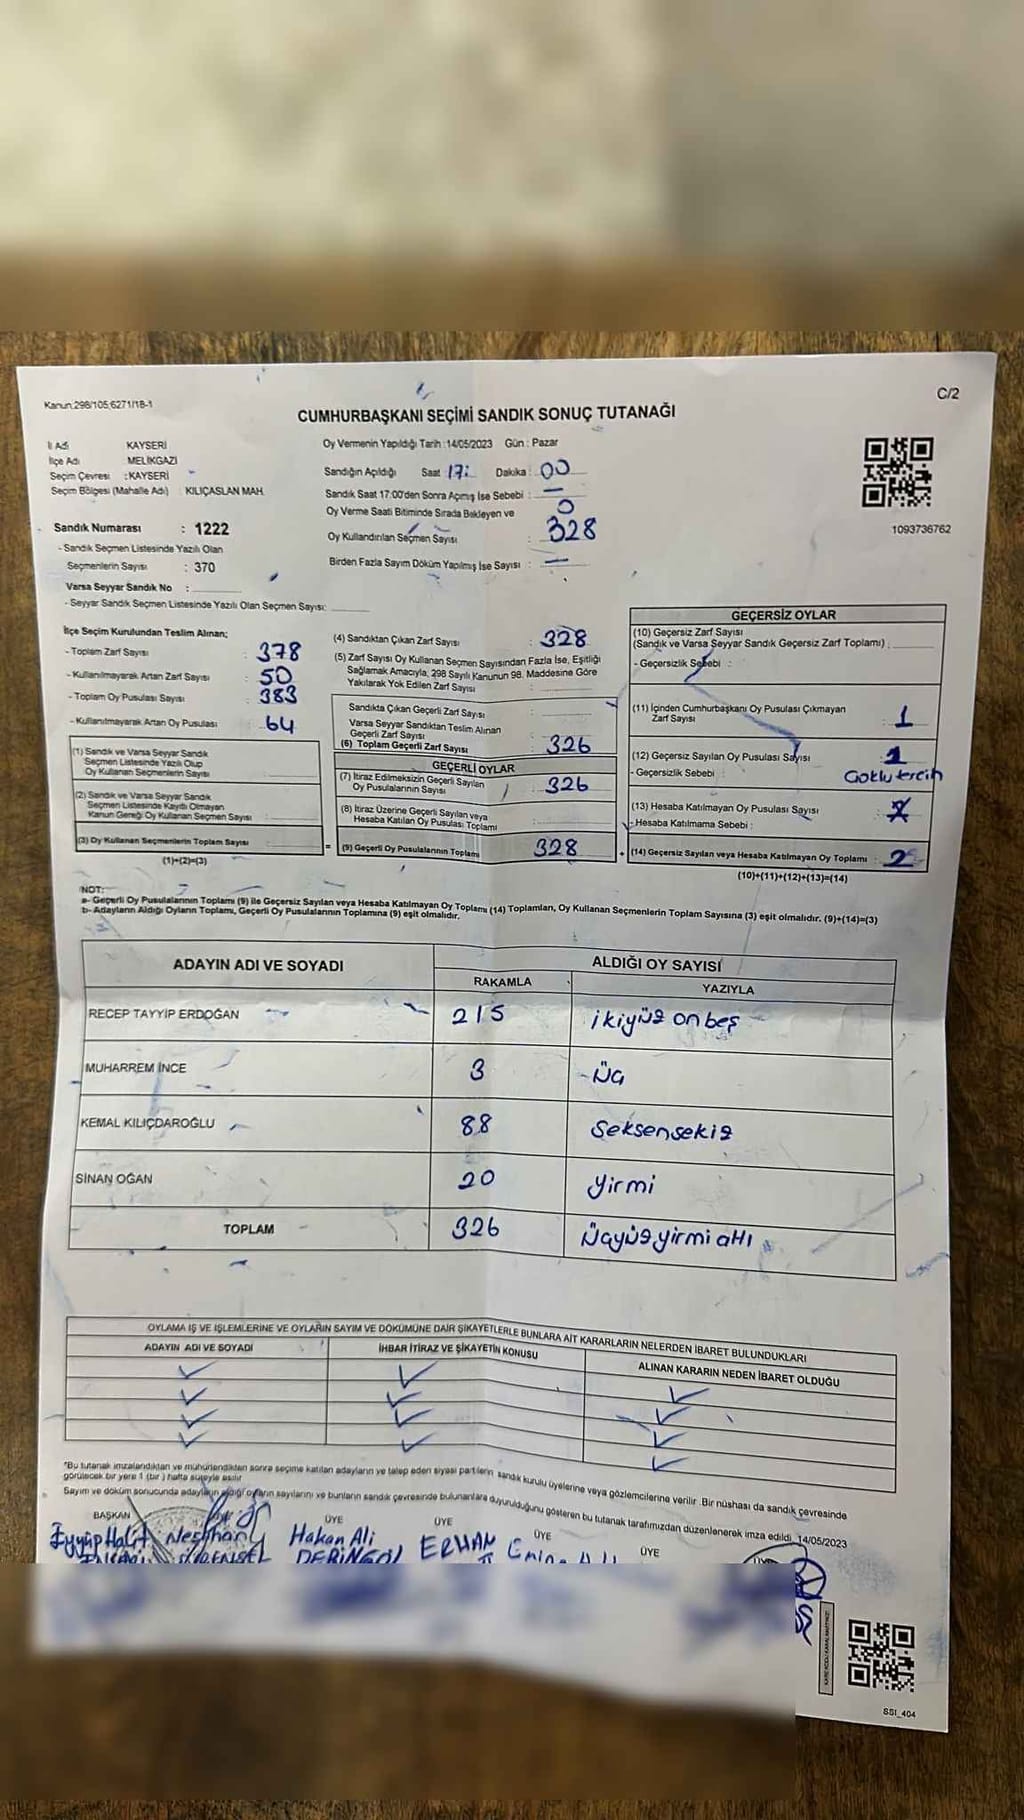 Kanun:298/105;6271/18-1
C/2
CUMHURBAŞKANI SEÇİMİ SANDIK SONUÇ TUTANAĞI
İl Adı KAYSERİ
İlçe Adı MELİKGAZİ
Seçim Çevresi : KAYSERİ
Seçim Bölgesi (Mahalle Adı) : KILIÇASLAN MAH.
Sandık Numarası : 1222
- Sandık Seçmen Listesinde Yazılı Olan
Seçmenlerin Sayısı : 370
Varsa Seyyar Sandık No :
- Seyyar Sandık Seçmen Listesinde Yazılı Olan Seçmen Sayısı:
Oy Vermenin Yapıldığı Tarih : 14/05/2023 Gün : Pazar
Sandığın Açıldığı Saat 17: Dakika : 00
Sandık Saat 17:00'den Sonra Açmış İse Sebebi : —
Oy Verme Saati Bitiminde Sırada Bekleyen ve 0
Oy Kullandırılan Seçmen Sayısı : 328
Birden Fazla Sayım Döküm Yapılmış İse Sayısı : —
1093736762
İlçe Seçim Kurulundan Teslim Alınan;
- Toplam Zarf Sayısı : 378
- Kullanılmayarak Artan Zarf Sayısı : 50
- Toplam Oy Pusulası Sayısı : 383
- Kullanılmayarak Artan Oy Pusulası : 64
(1) Sandık ve Varsa Seyyar Sandık
Seçmen Listesinde Yazılı Olup
Oy Kullanan Seçmenlerin Sayısı :
(2) Sandık ve Varsa Seyyar Sandık
Seçmen Listesinde Kayıtlı Olmayan
Kanun Gereği Oy Kullanan Seçmen Sayısı :
(3) Oy Kullanan Seçmenlerin Toplam Sayısı :
(1)+(2)=(3)
(4) Sandıktan Çıkan Zarf Sayısı : 328
(5) Zarf Sayısı Oy Kullanan Seçmen Sayısından Fazla İse, Eşitliği
Sağlamak Amacıyla, 298 Sayılı Kanunun 98. Maddesine Göre
Yakılarak Yok Edilen Zarf Sayısı :
Sandıkta Çıkan Geçerli Zarf Sayısı :
Varsa Seyyar Sandıktan Teslim Alınan
Geçerli Zarf Sayısı :
(6) Toplam Geçerli Zarf Sayısı : 326
GEÇERLİ OYLAR
(7) İtiraz Edilmeksizin Geçerli Sayılan
Oy Pusulalarının Sayısı : 326
(8) İtiraz Üzerine Geçerli Sayılan veya
Hesaba Katılan Oy Pusulası Toplamı :
= (9) Geçerli Oy Pusulalarının Toplamı : 328
GEÇERSİZ OYLAR
(10) Geçersiz Zarf Sayısı
(Sandık ve Varsa Seyyar Sandık Geçersiz Zarf Toplamı) :
- Geçersizlik Sebebi :
(11) İçinden Cumhurbaşkanı Oy Pusulası Çıkmayan
Zarf Sayısı : 1
(12) Geçersiz Sayılan Oy Pusulası Sayısı : 1
- Geçersizlik Sebebi : Çoklu tercih
(13) Hesaba Katılmayan Oy Pusulası Sayısı :
- Hesaba Katılmama Sebebi :
+ (14) Geçersiz Sayılan veya Hesaba Katılmayan Oy Toplamı : 2
(10)+(11)+(12)+(13)=(14)
NOT:
a- Geçerli Oy Pusulalarının Toplamı (9) ile Geçersiz Sayılan veya Hesaba Katılmayan Oy Toplamı (14) Toplamları, Oy Kullanan Seçmenlerin Toplam Sayısına (3) eşit olmalıdır. (9)+(14)=(3)
b- Adayların Aldığı Oyların Toplamı, Geçerli Oy Pusulalarının Toplamına (9) eşit olmalıdır.
ADAYIN ADI VE SOYADI ALDIĞI OY SAYISI
RAKAMLA YAZIYLA
RECEP TAYYİP ERDOĞAN 215 ikiyüz onbeş
MUHARREM İNCE 3 Üç
KEMAL KILIÇDAROĞLU 88 Seksensekiz
SİNAN OĞAN 20 yirmi
TOPLAM 326 Üçyüzyirmialtı
OYLAMA İŞ VE İŞLEMLERİNE VE OYLARIN SAYIM VE DÖKÜMÜNE DAİR ŞİKAYETLERLE BUNLARA AİT KARARLARIN NELERDEN İBARET BULUNDUKLARI
ADAYIN ADI VE SOYADI İHBAR İTİRAZ VE ŞİKAYETİN KONUSU ALINAN KARARIN NEDEN İBARET OLDUĞU
*Bu tutanak imzalandıktan ve mühürlendikten sonra seçime katılan adayların ve talep eden siyasi partilerin sandık kurulu üyelerine veya gözlemcilerine verilir. Bir nüshası da sandık çevresinde
görülecek bir yere 1 (bir) hafta süreyle asılır
Sayım ve döküm sonucunda adayların aldığı oyların sayılarını ve bunların sandık çevresinde bulunanlara duyurulduğunu gösteren bu tutanak tarafımızdan düzenlenerek imza edildi. 14/05/2023
BAŞKAN ÜYE ÜYE ÜYE ÜYE ÜYE
Eyyüp Halit Neslihan Hakan Ali ERHAN Emine
DERİNGÖL
SSI_404